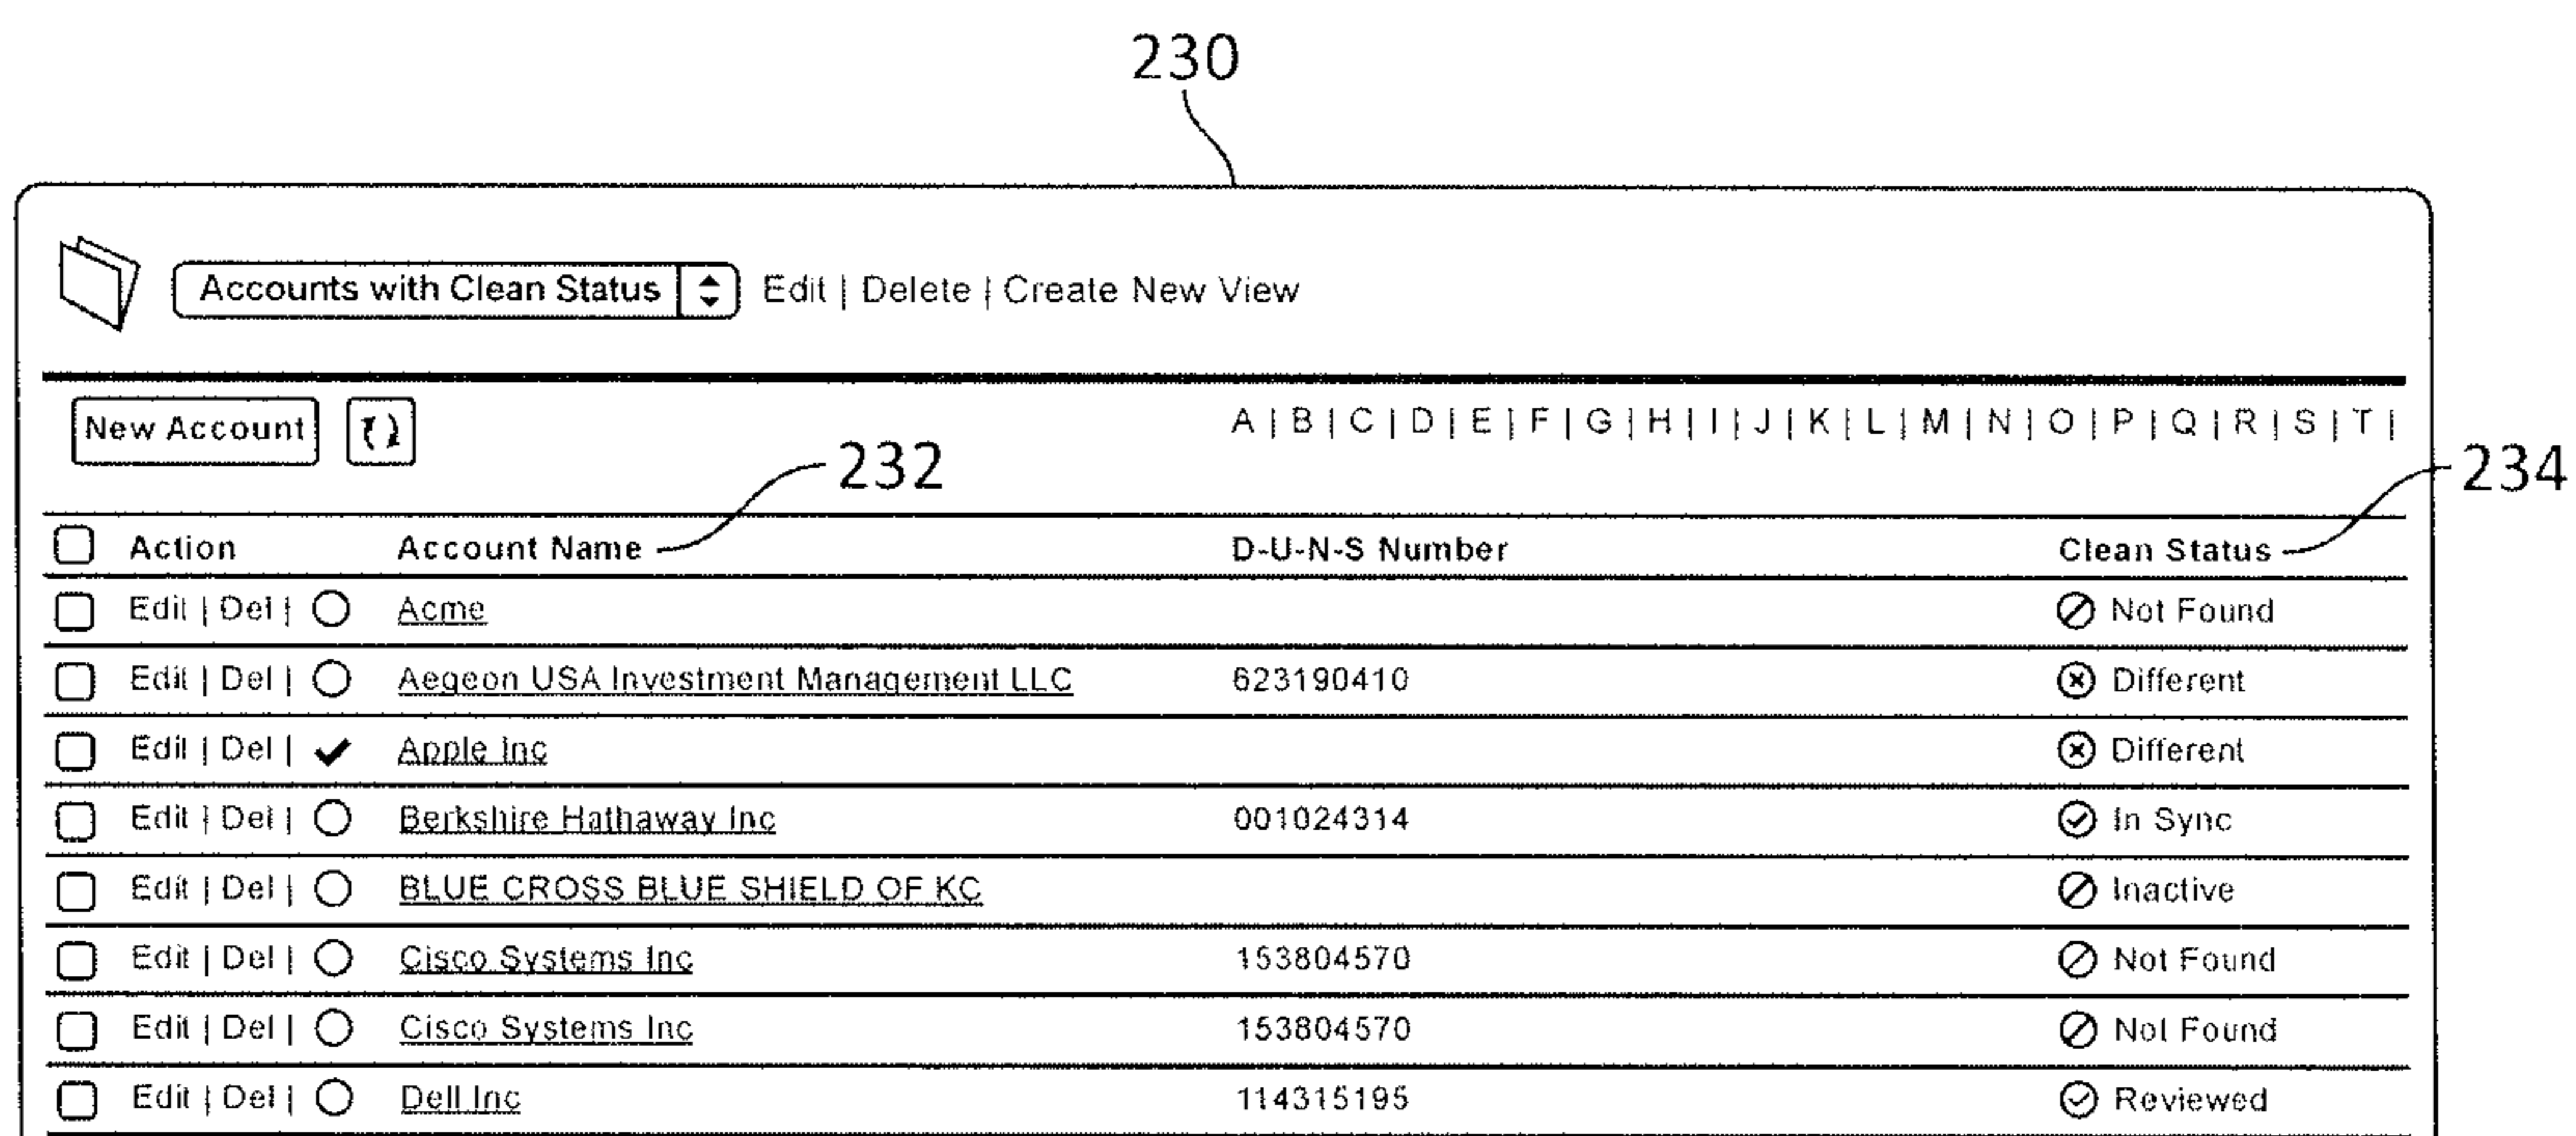 230
Accounts with Clean Status Edit | Delete | Create New View
New Account A | B | C | D | E | F | G | H | I | J | K | L | M | N | O | P | Q | R | S | T |
232 234
Action Account Name D-U-N-S Number Clean Status
Edit | Del | Acme Not Found
Edit | Del | Aegeon USA Investment Management LLC 623190410 Different
Edit | Del | Apple Inc Different
Edit | Del | Berkshire Hathaway Inc 001024314 In Sync
Edit | Del | BLUE CROSS BLUE SHIELD OF KC Inactive
Edit | Del | Cisco Systems Inc 153804570 Not Found
Edit | Del | Cisco Systems Inc 153804570 Not Found
Edit | Del | Dell Inc 114315195 Reviewed